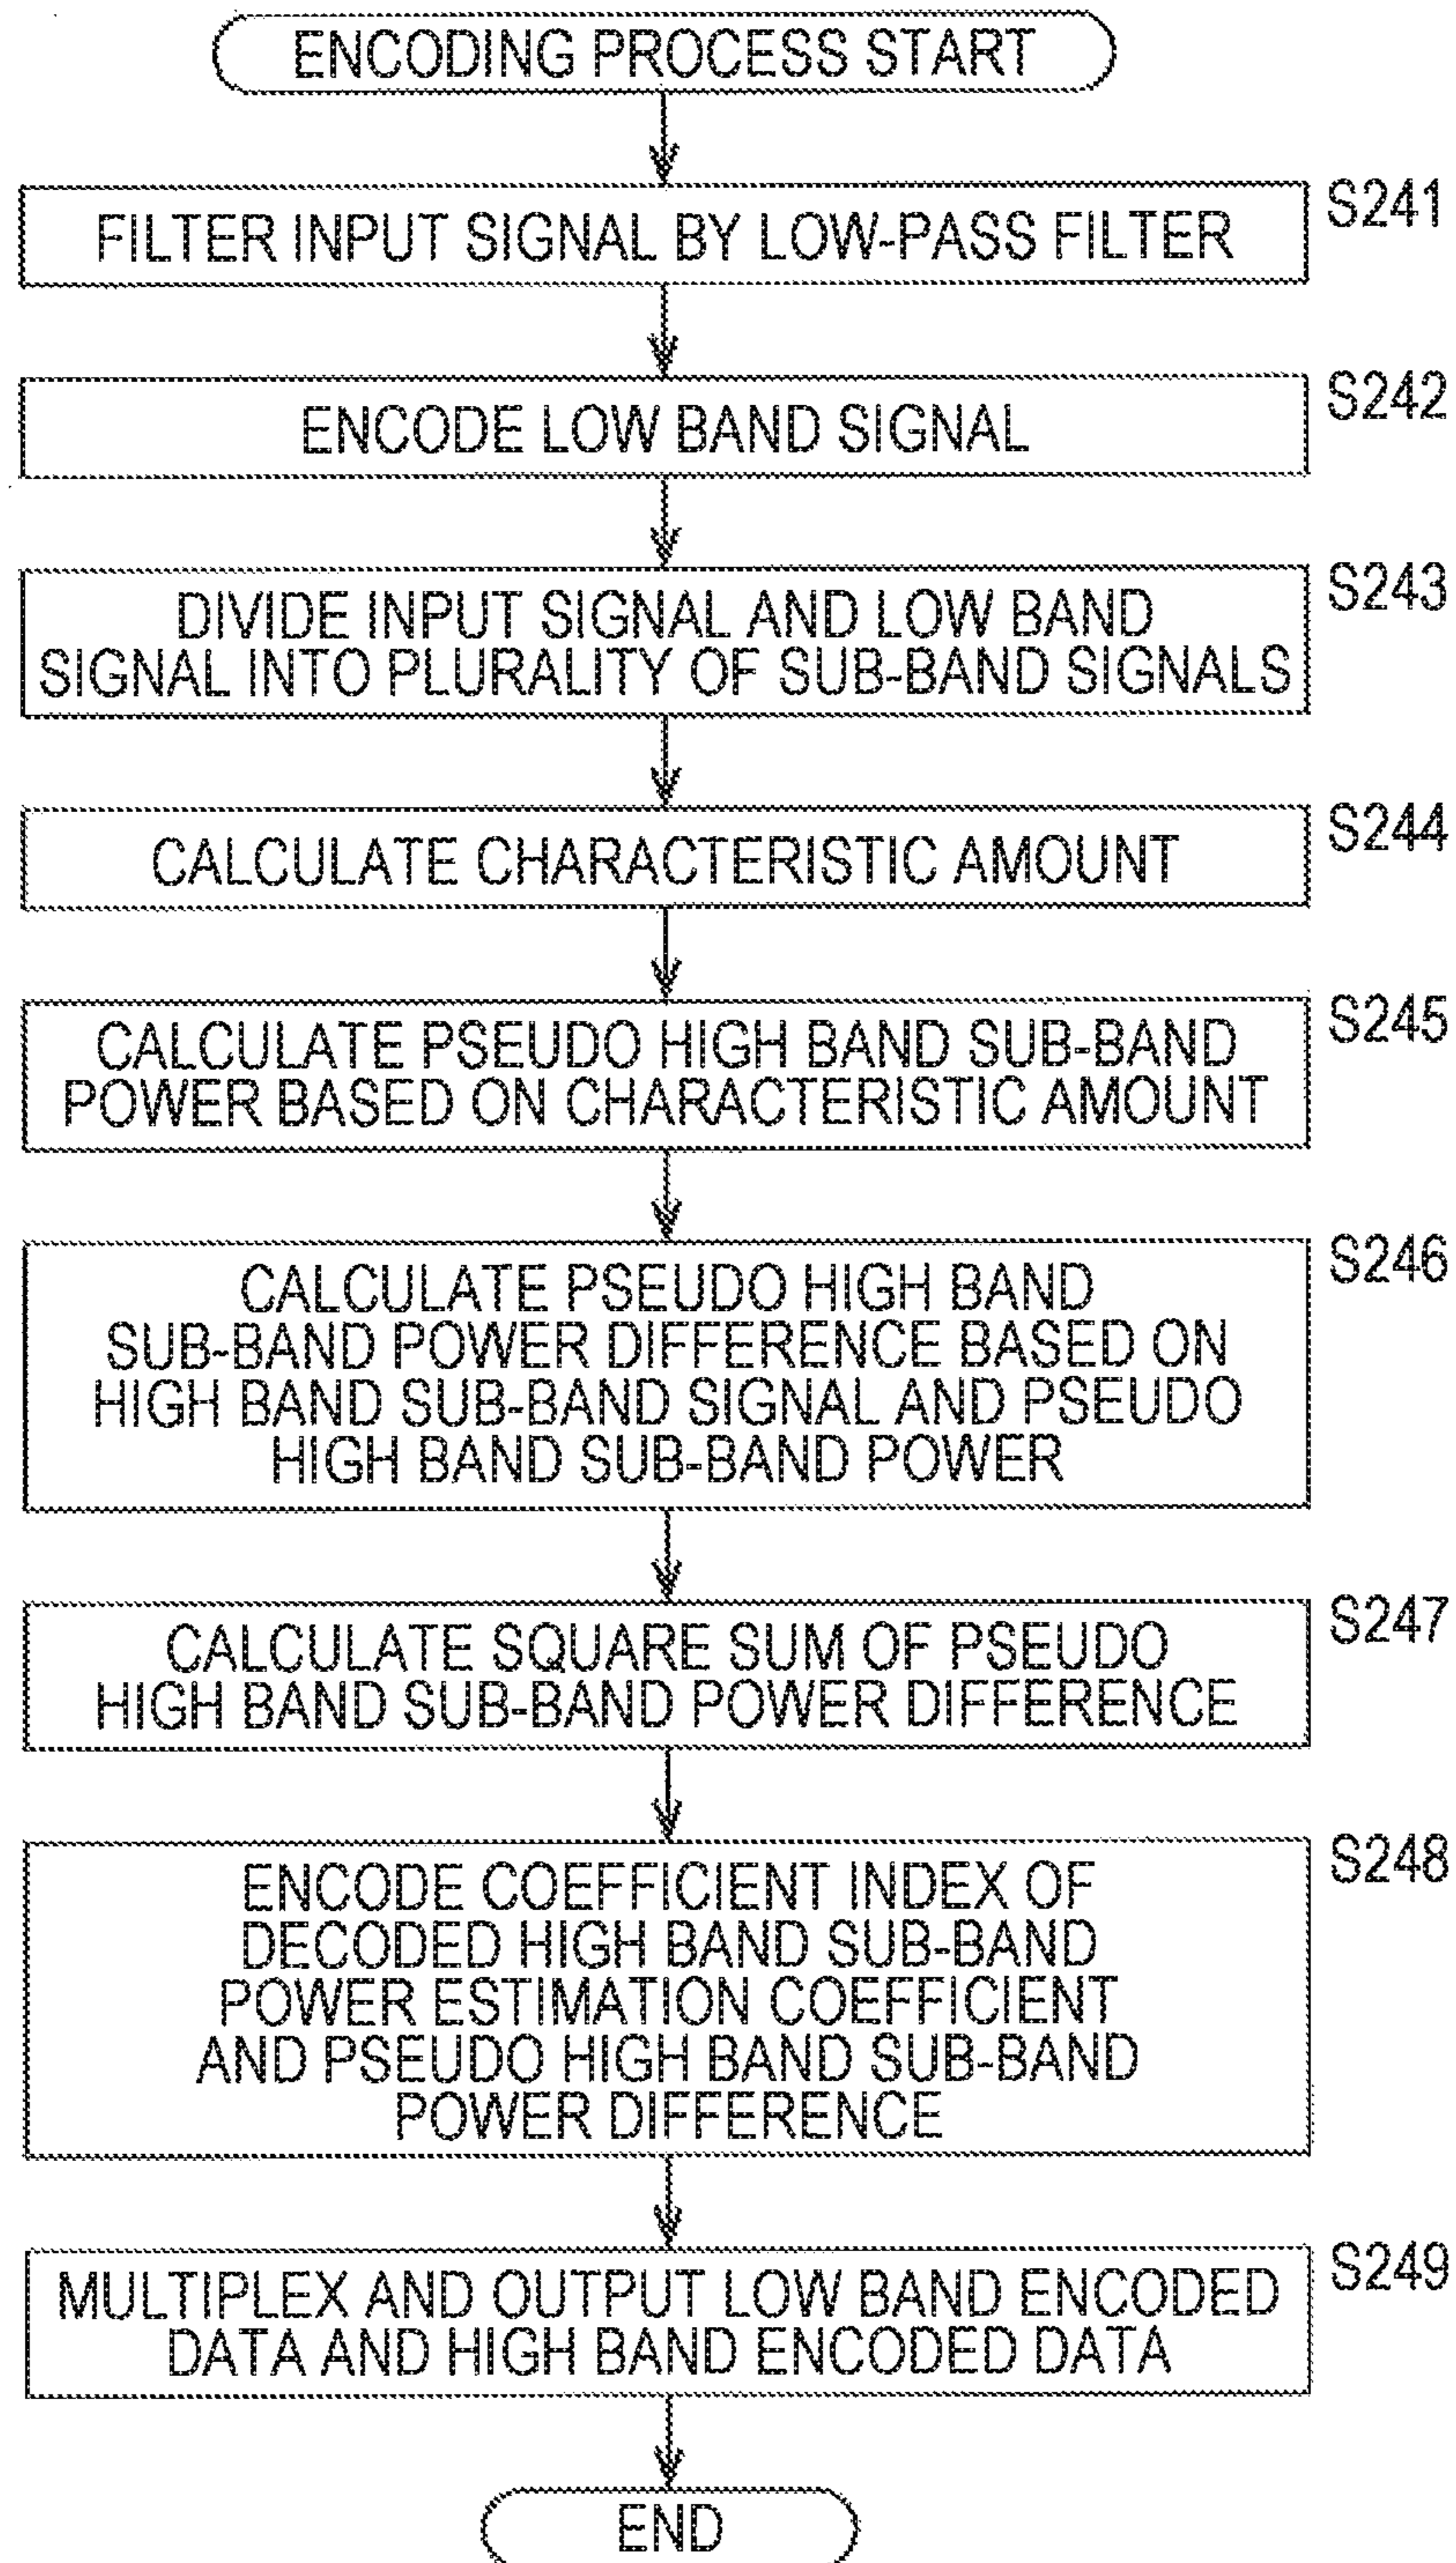 ENCODING PROCESS START
S241
FILTER INPUT SIGNAL BY LOW-PASS FILTER
S242
ENCODE LOW BAND SIGNAL
S243
DIVIDE INPUT SIGNAL AND LOW BAND
SIGNAL INTO PLURALITY OF SUB-BAND SIGNALS
S244
CALCULATE CHARACTERISTIC AMOUNT
S245
CALCULATE PSEUDO HIGH BAND SUB-BAND
POWER BASED ON CHARACTERISTIC AMOUNT
S246
CALCULATE PSEUDO HIGH BAND
SUB-BAND POWER DIFFERENCE BASED ON
HIGH BAND SUB-BAND SIGNAL AND PSEUDO
HIGH BAND SUB-BAND POWER
S247
CALCULATE SQUARE SUM OF PSEUDO
HIGH BAND SUB-BAND POWER DIFFERENCE
S248
ENCODE COEFFICIENT INDEX OF
DECODED HIGH BAND SUB-BAND
POWER ESTIMATION COEFFICIENT
AND PSEUDO HIGH BAND SUB-BAND
POWER DIFFERENCE
S249
MULTIPLEX AND OUTPUT LOW BAND ENCODED
DATA AND HIGH BAND ENCODED DATA
END